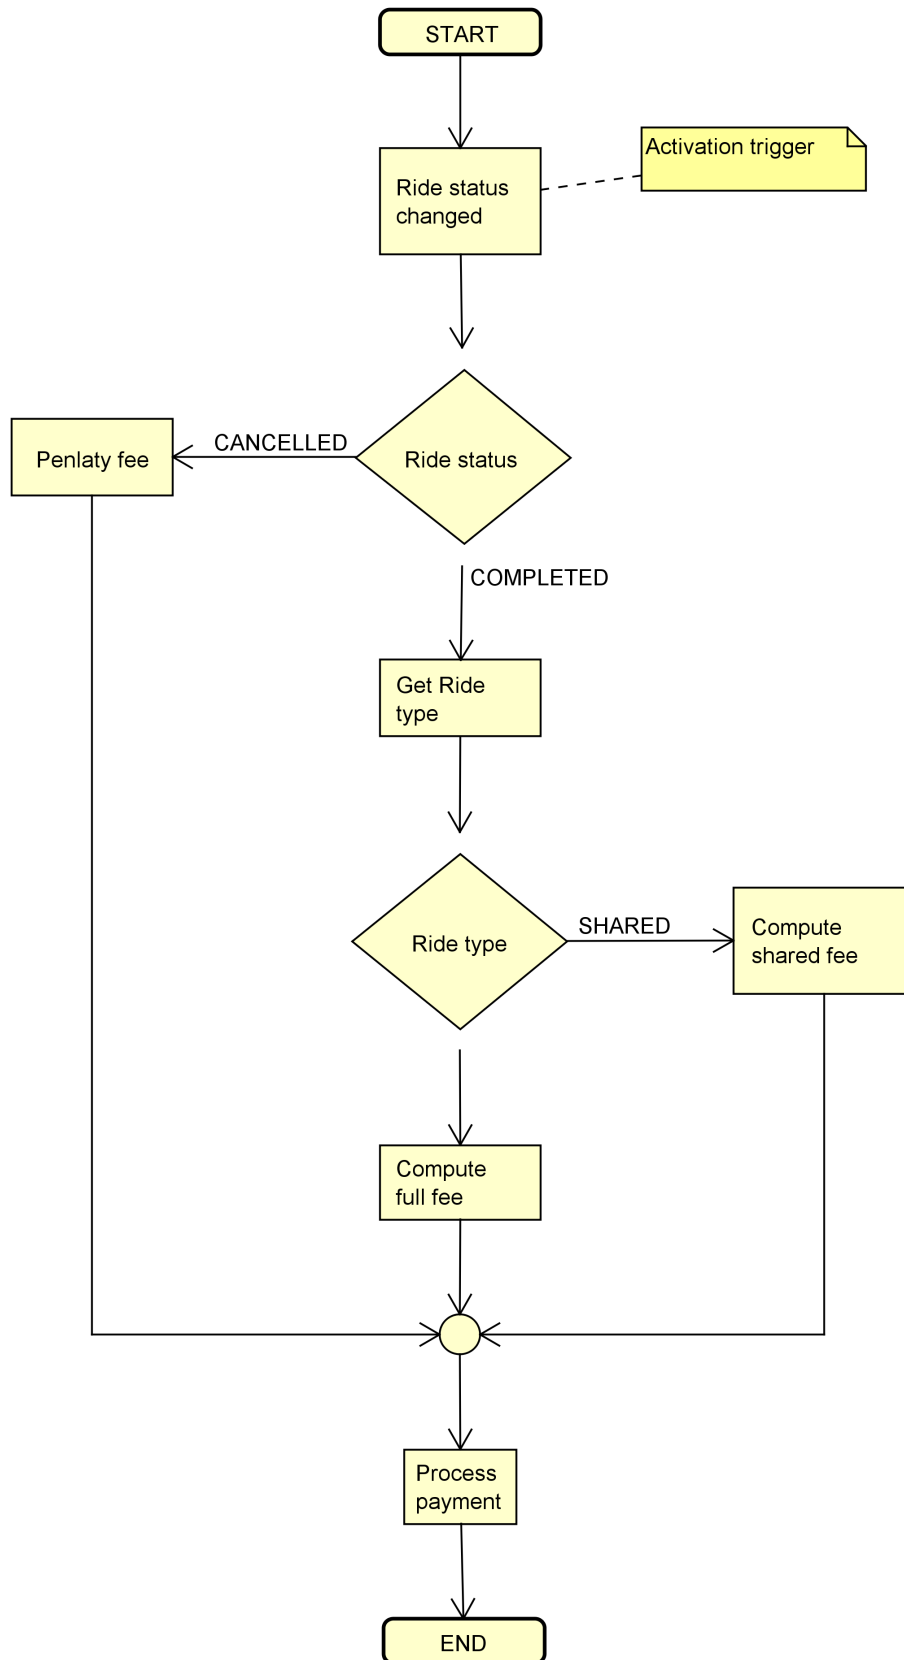 START
Activation trigger
Ride status
changed
CANCELLED
Penlaty fee
Ride status
COMPLETED
Get Ride
type
Ride type
SHARED
Compute
shared fee
Compute
full fee
Process
payment
END